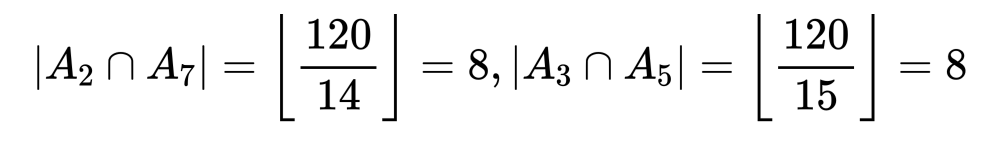 |A₂ ∩ A₇| = ⌊120/14⌋ = 8, |A₃ ∩ A₅| = ⌊120/15⌋ = 8